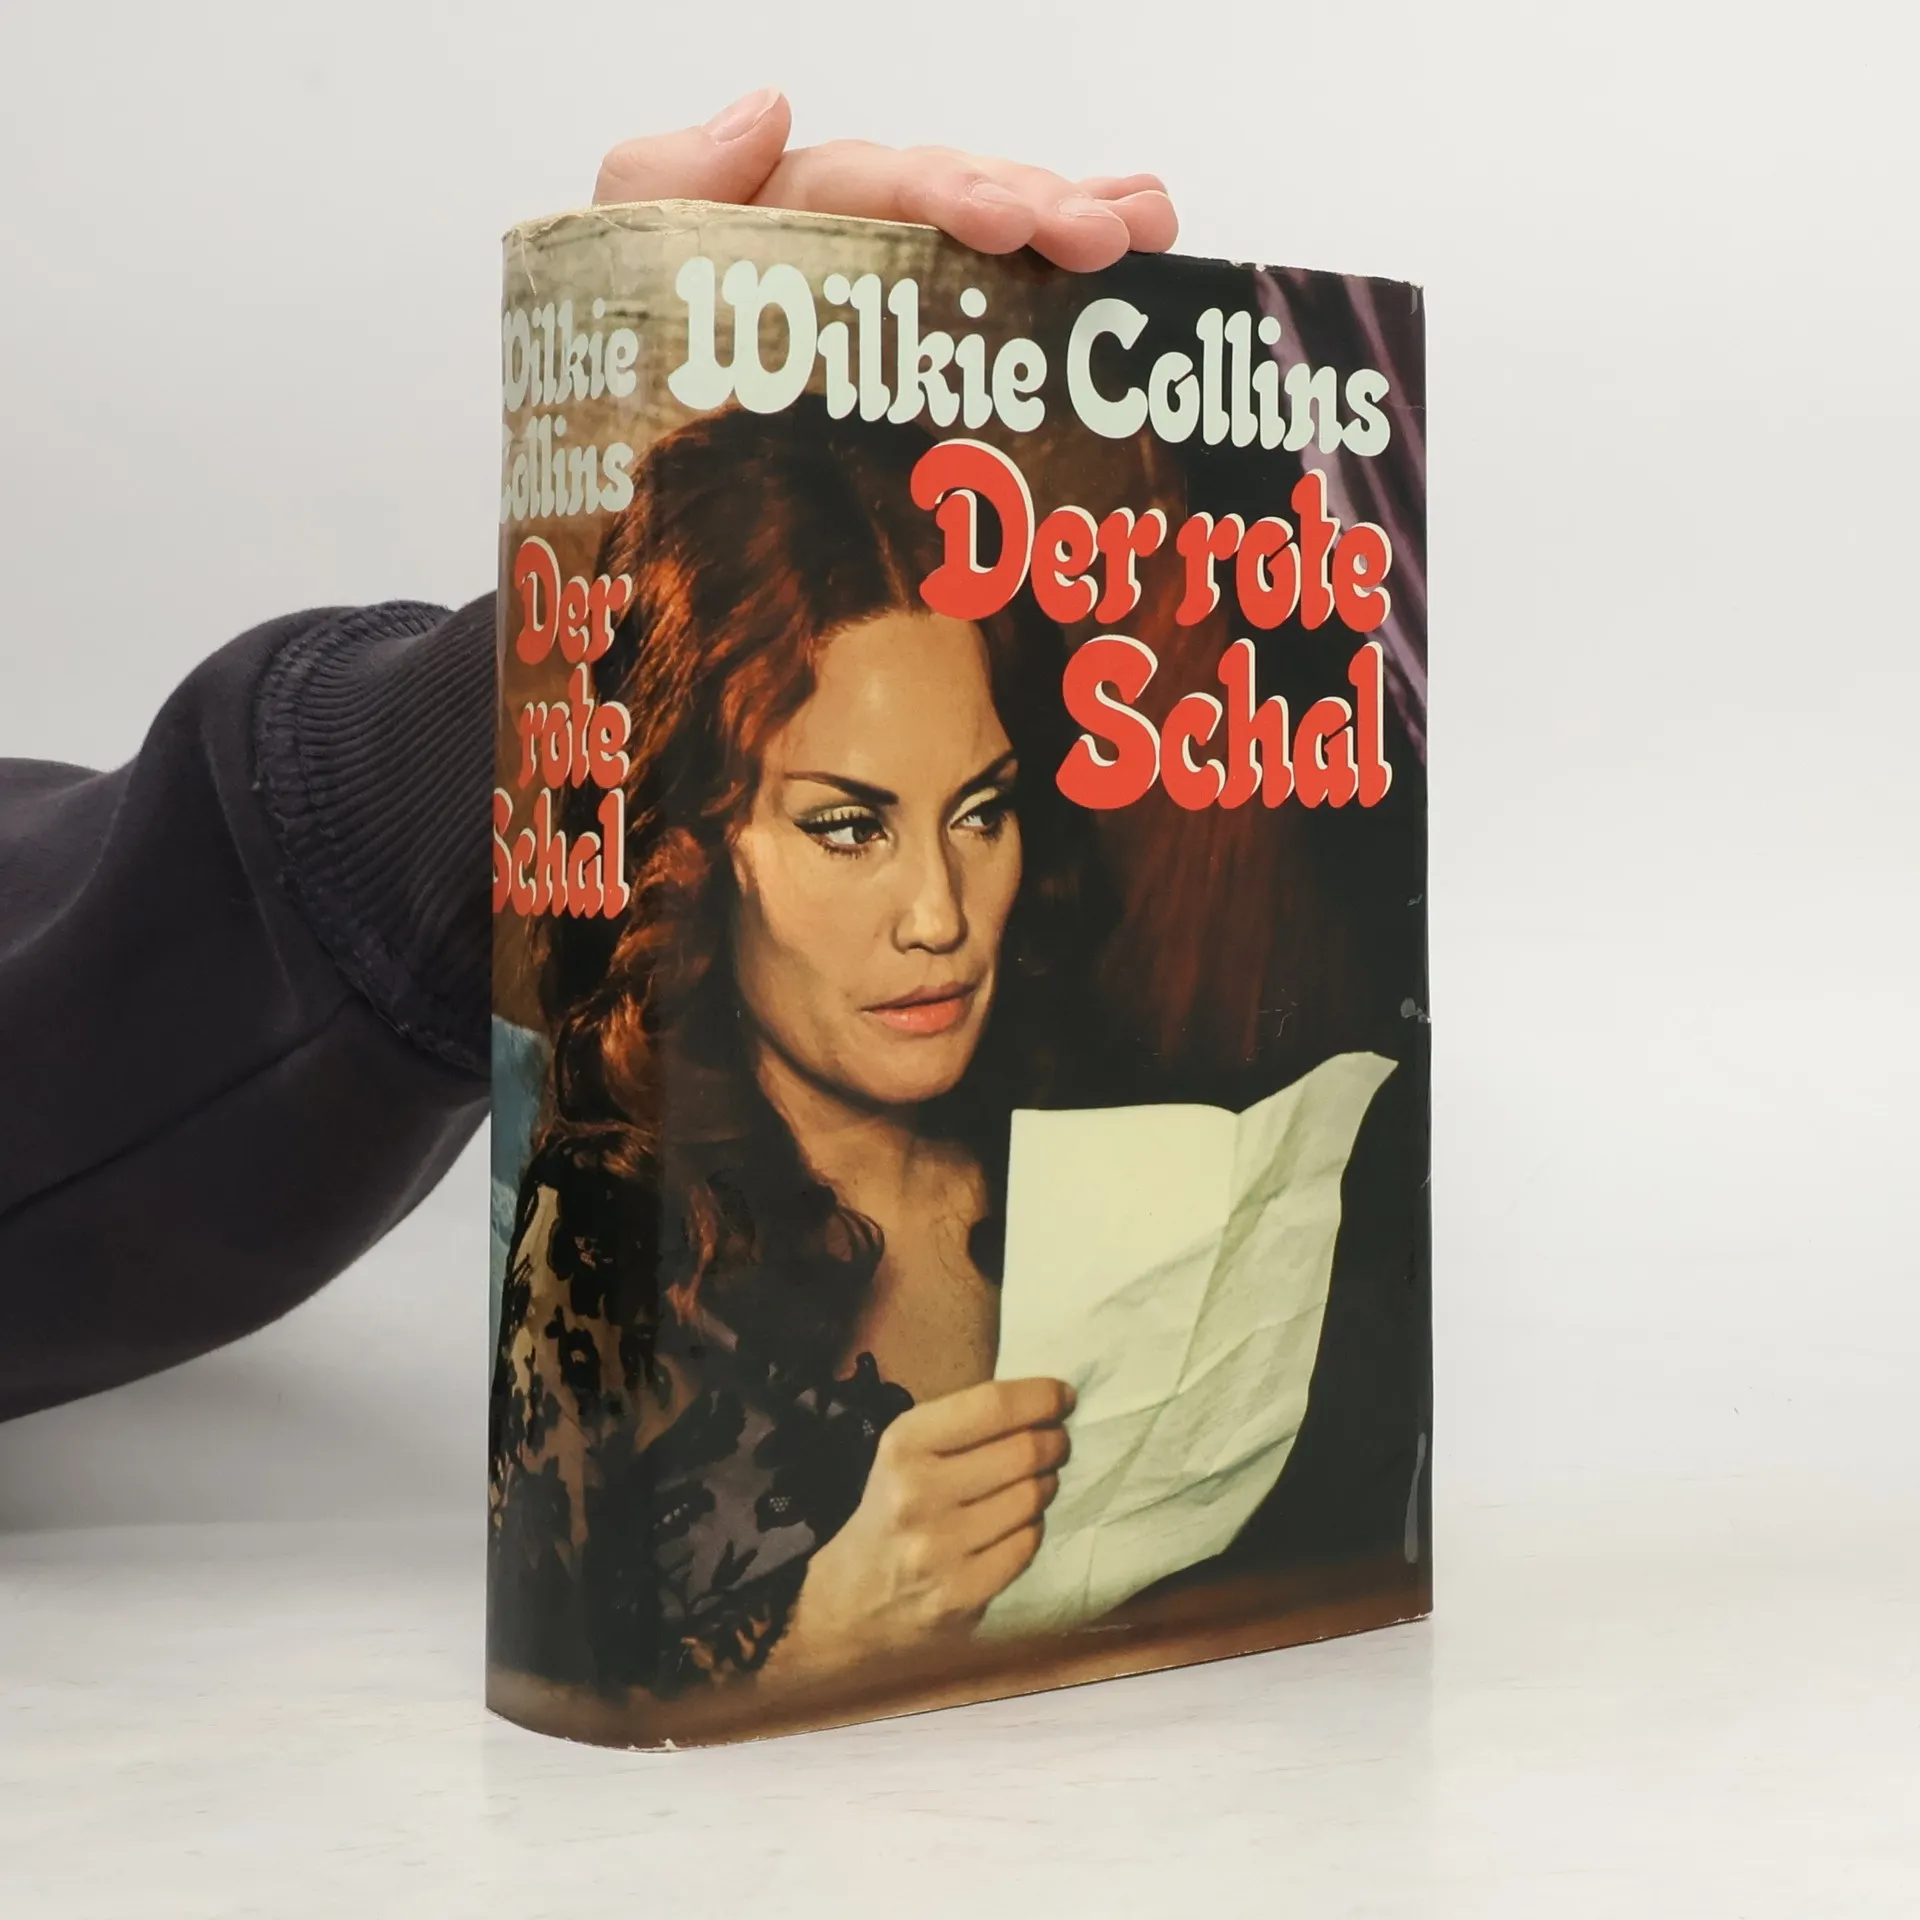 Wilkie
Collins
Der
rote
Schal
Wilkie Collins
Der rote
Schal